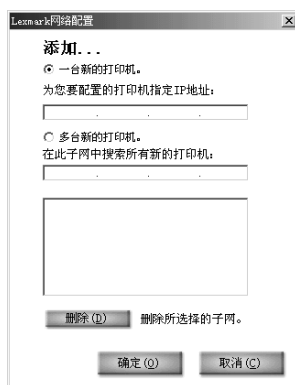 Lexmark网络配置
添加...
一台新的打印机。
为您要配置的打印机指定IP地址:
. . .
多台新的打印机。
在此子网中搜索所有新的打印机:
. . .
删除(D) 删除所选择的子网。
确定(O) 取消(C)